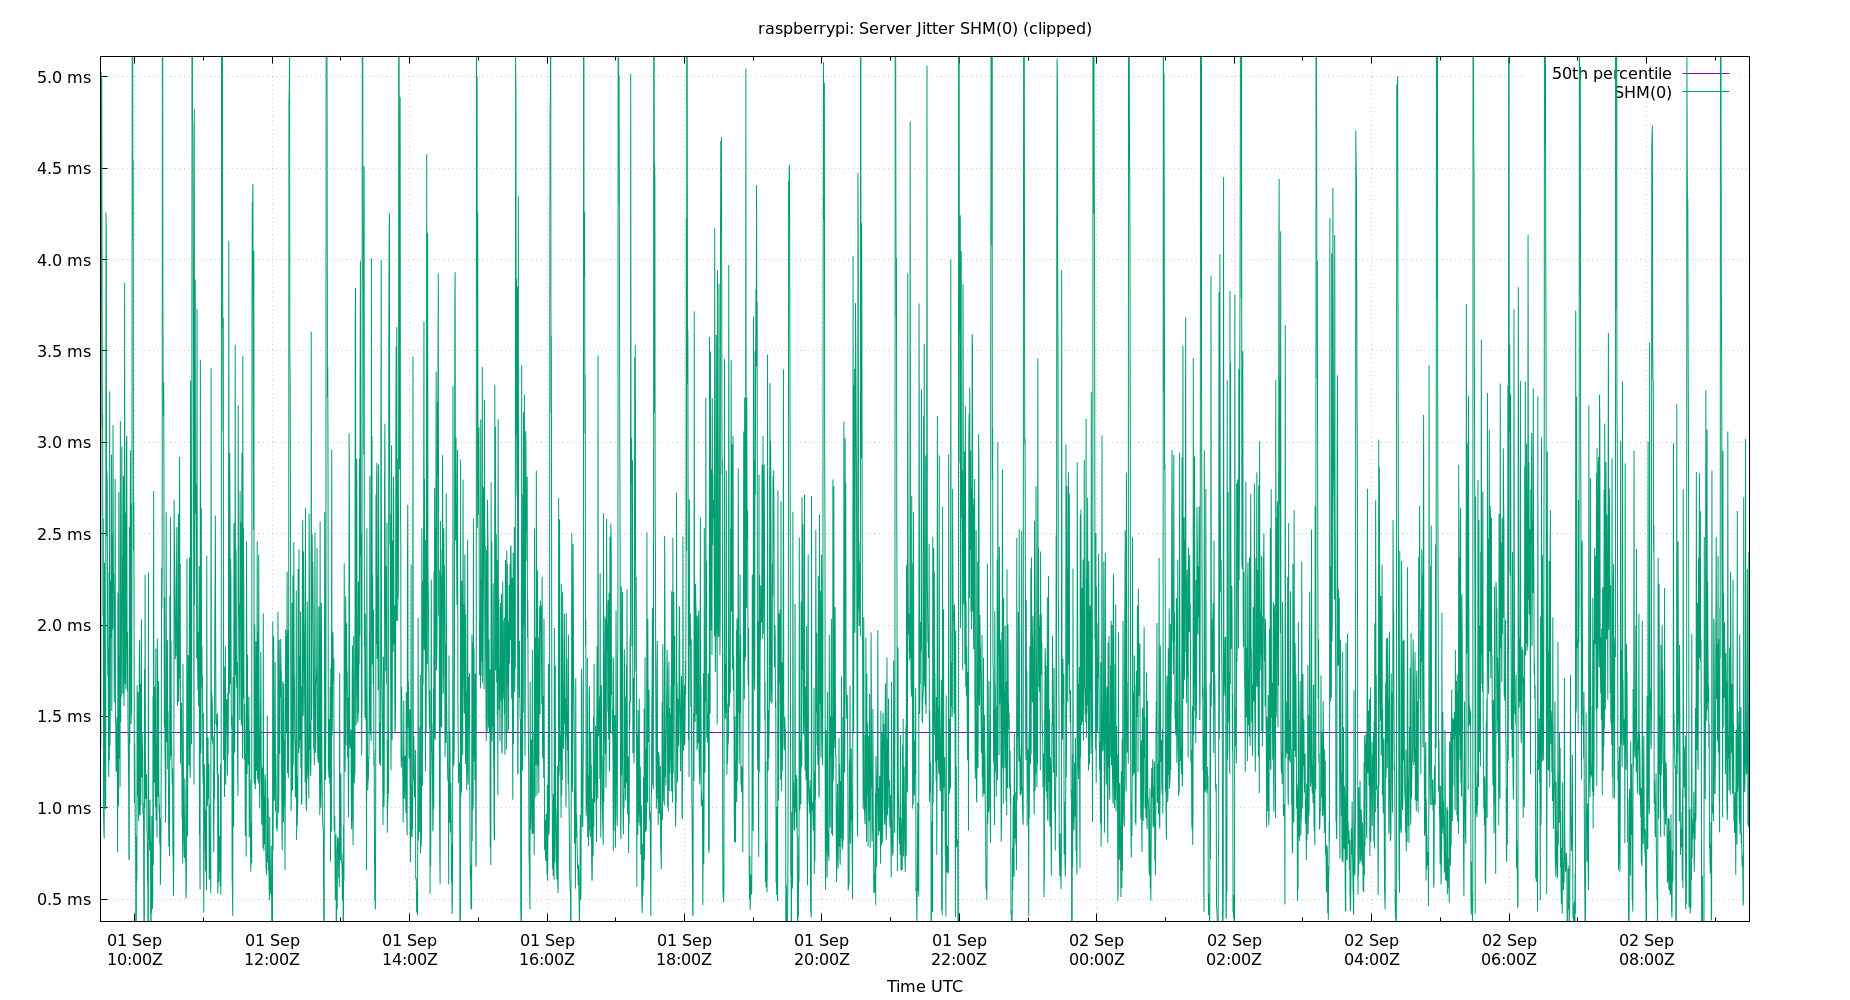 raspberrypi: Server Jitter SHM(0) (clipped)
5.0 ms
4.5 ms
4.0 ms
3.5 ms
3.0 ms
2.5 ms
2.0 ms
1.5 ms
1.0 ms
0.5 ms
50th percentile
SHM(0)
01 Sep 01 Sep 01 Sep 01 Sep 01 Sep 01 Sep 01 Sep 02 Sep 02 Sep 02 Sep 02 Sep 02 Sep
10:00Z 12:00Z 14:00Z 16:00Z 18:00Z 20:00Z 22:00Z 00:00Z 02:00Z 04:00Z 06:00Z 08:00Z
Time UTC